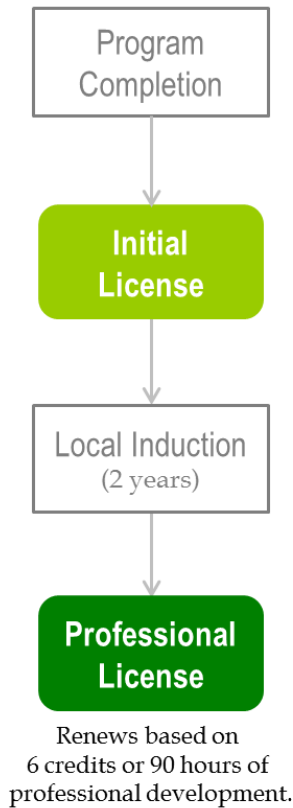 Program
Completion
Initial
License
Local Induction
(2 years)
Professional
License
Renews based on
6 credits or 90 hours of
professional development.